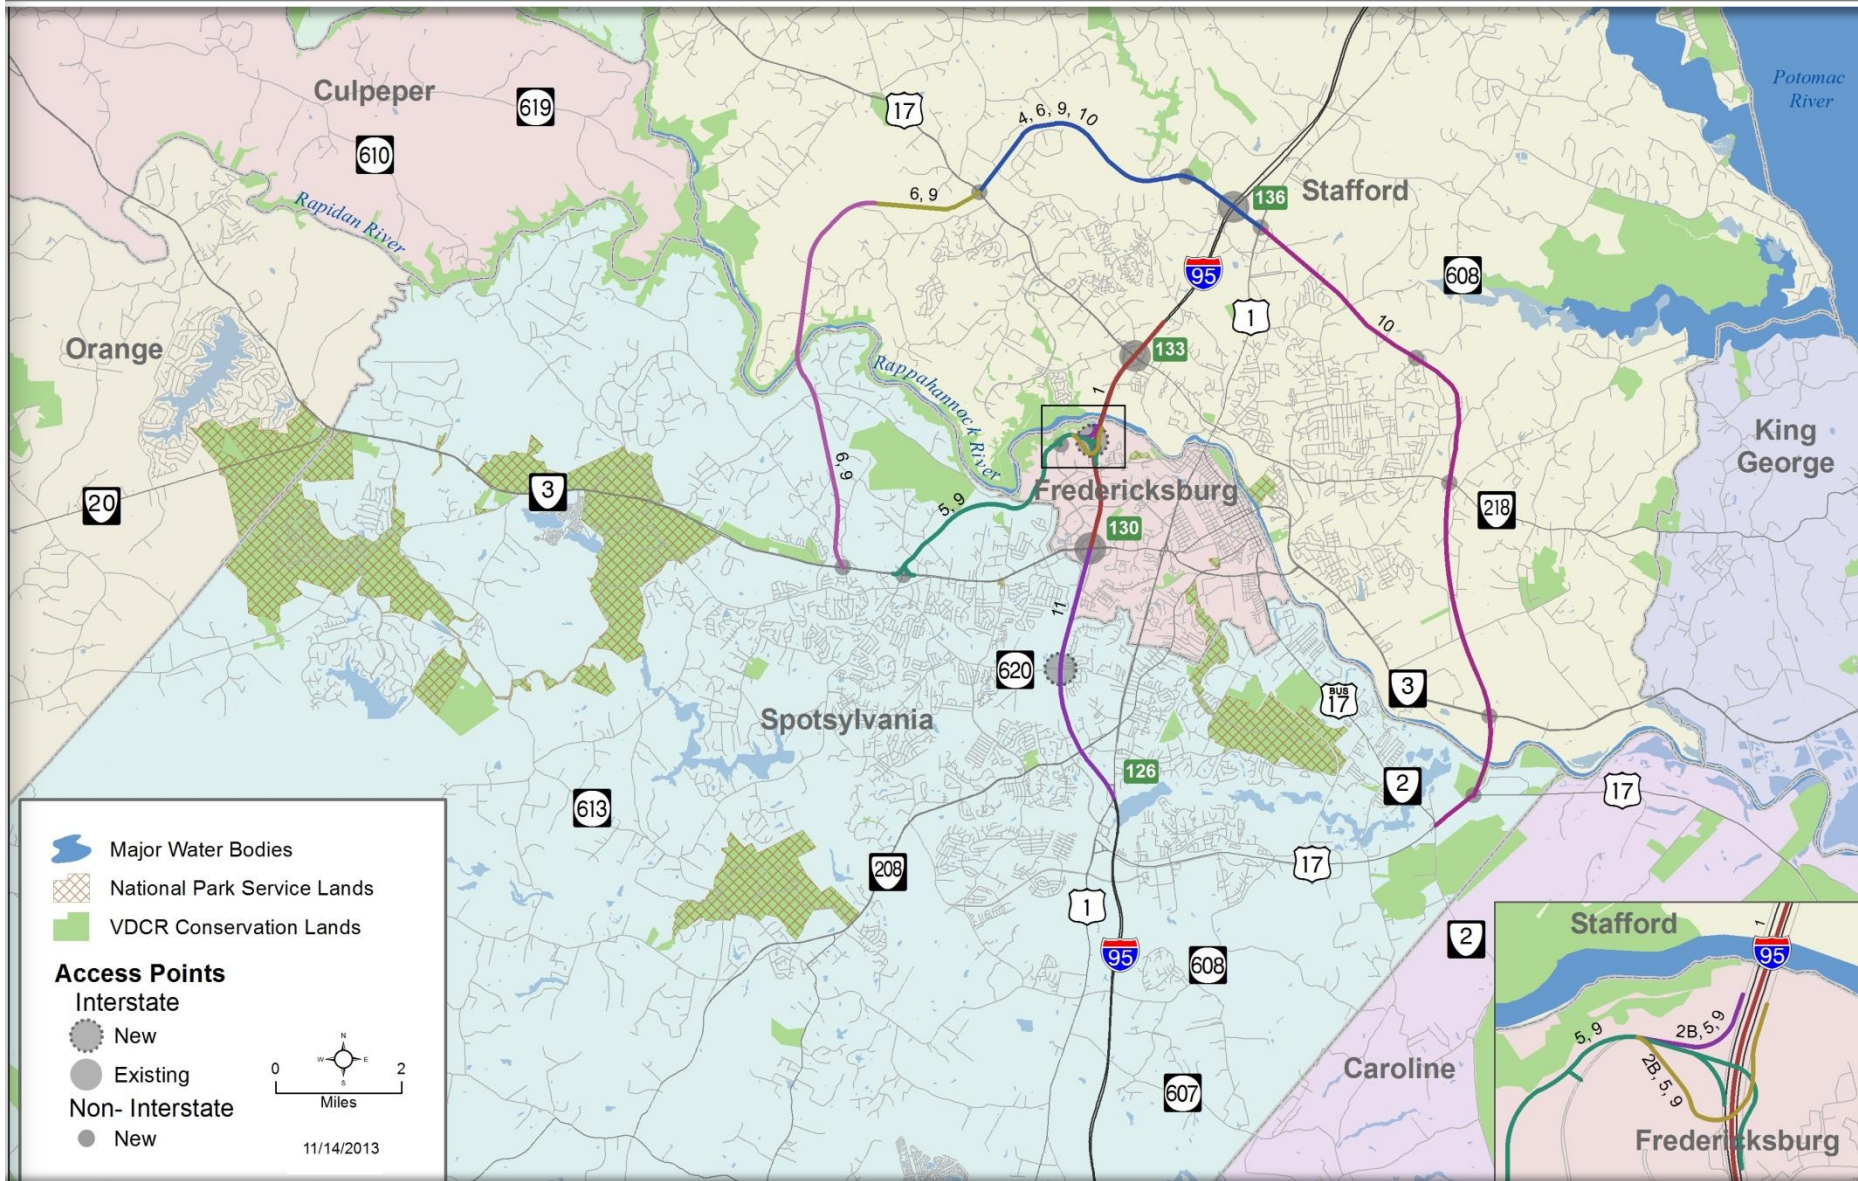 Culpeper
619
610
17
4, 6, 9, 10
Potomac
River
136
Stafford
6, 9
Rapidan River
95
608
1
10
Orange
133
1
Rappahannock River
King
George
6, 9
20
3
5, 9
Fredericksburg
130
218
11
620
3
BUS
17
Spotsylvania
126
2
17
613
17
208
1
2
95
608
607
Caroline
Major Water Bodies
National Park Service Lands
VDCR Conservation Lands
Access Points
Interstate
New
Existing
Non- Interstate
New
N
W
E
S
0
2
Miles
11/14/2013
Stafford
1
95
5, 9
2B, 5, 9
2B, 5, 9
Fredericksburg